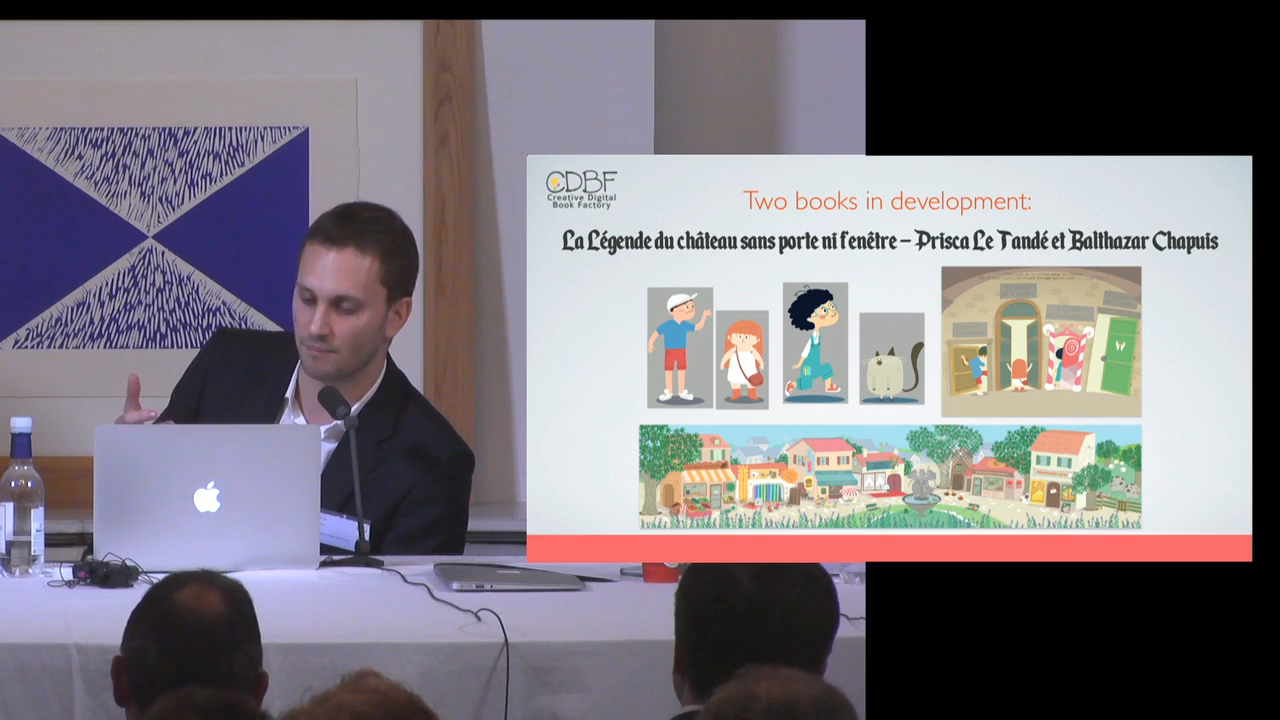 CDBF
Creative Digital
Book Factory
Two books in development:
La Légende du château sans porte ni fenêtre – Prisca Le Tandé et Balthazar Chapuis